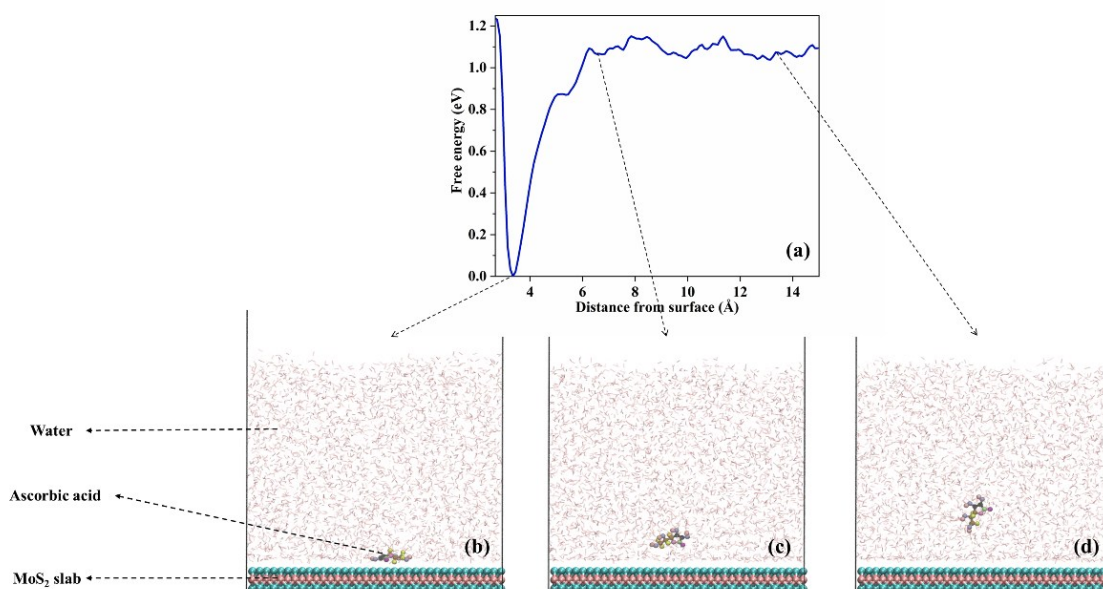 1.2
1.0
0.8
0.6
0.4
0.2
0.0
Free energy (eV)
(a)
4 6 8 10 12 14
Distance from surface (Å)
Water
Ascorbic acid
(b) (c) (d)
MoS₂ slab